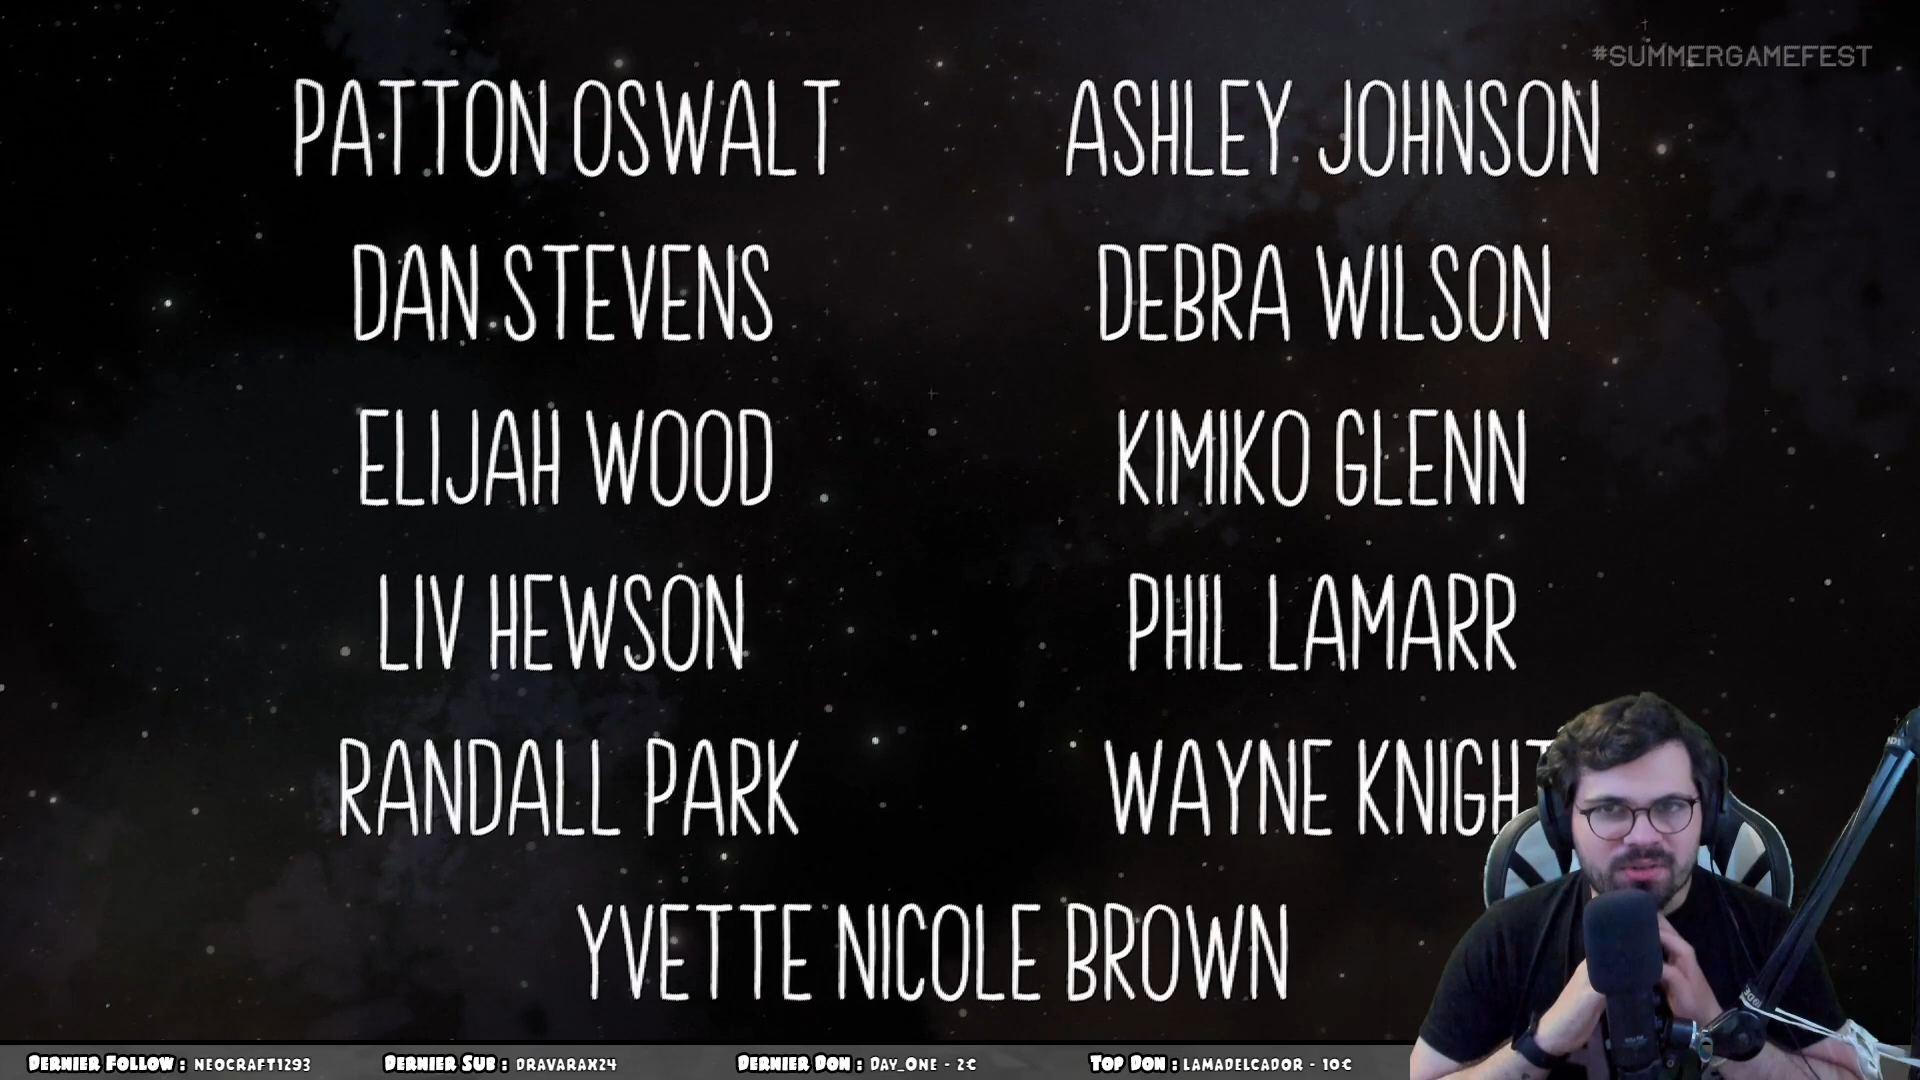 #SUMMERGAMEFEST
PATTON OSWALT ASHLEY JOHNSON
DAN STEVENS DEBRA WILSON
ELIJAH WOOD KIMIKO GLENN
LIV HEWSON PHIL LAMARR
RANDALL PARK WAYNE KNIGHT
YVETTE NICOLE BROWN
DERNIER FOLLOW : NEOCRAFT1293 DERNIER SUB : DRAVARAX24 DERNIER DON : DAY_ONE - 2€ TOP DON : LAMADELCADOR - 10€